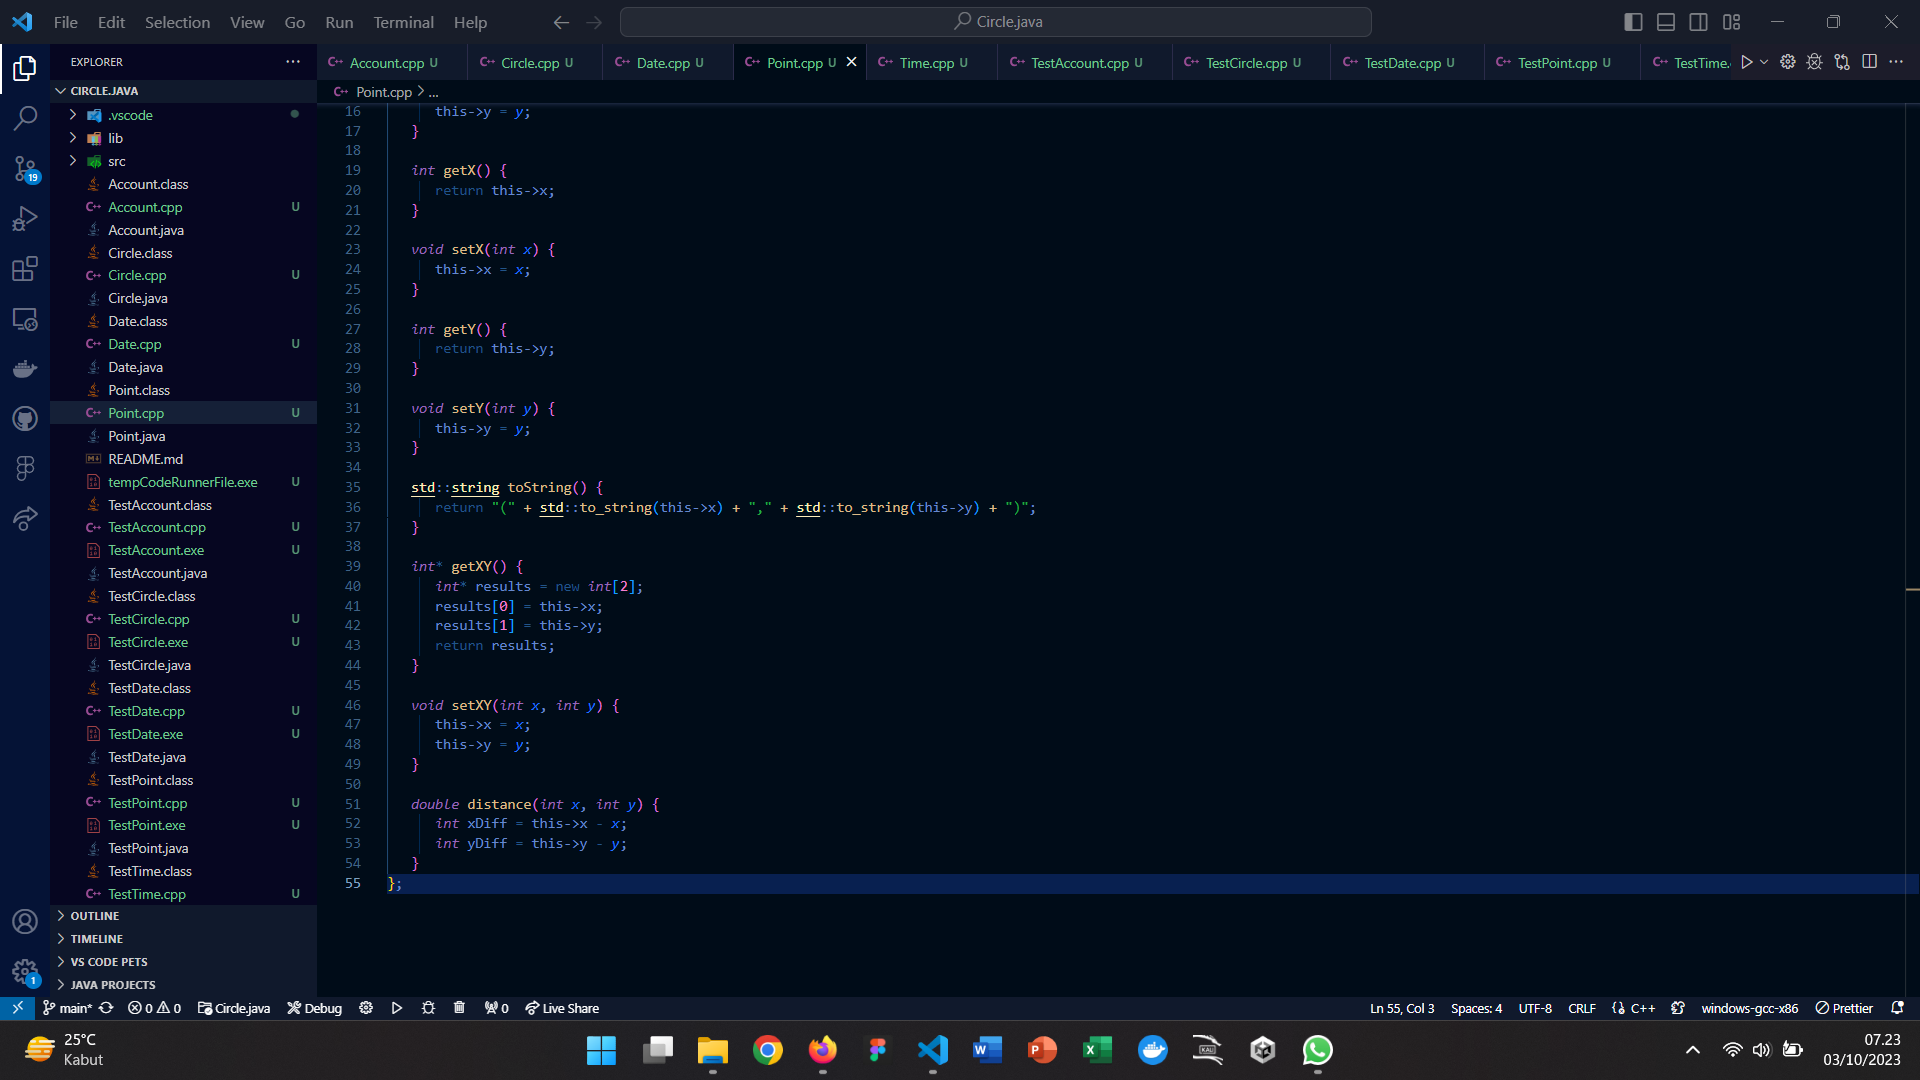 File Edit Selection View Go Run Terminal Help
Circle.java
EXPLORER
Account.cpp U
Circle.cpp U
Date.cpp U
Point.cpp U
Time.cpp U
TestAccount.cpp U
TestCircle.cpp U
TestDate.cpp U
TestPoint.cpp U
TestTime.
CIRCLE.JAVA
Point.cpp > ...
.vscode
lib
src
Account.class
Account.cpp U
Account.java
Circle.class
Circle.cpp U
Circle.java
Date.class
Date.cpp U
Date.java
Point.class
Point.cpp U
Point.java
README.md
tempCodeRunnerFile.exe U
TestAccount.class
TestAccount.cpp U
TestAccount.exe U
TestAccount.java
TestCircle.class
TestCircle.cpp U
TestCircle.exe U
TestCircle.java
TestDate.class
TestDate.cpp U
TestDate.exe U
TestDate.java
TestPoint.class
TestPoint.cpp U
TestPoint.exe U
TestPoint.java
TestTime.class
TestTime.cpp U
OUTLINE
TIMELINE
VS CODE PETS
JAVA PROJECTS
19
1
16 this->y = y;
17 }
18
19 int getX() {
20 return this->x;
21 }
22
23 void setX(int x) {
24 this->x = x;
25 }
26
27 int getY() {
28 return this->y;
29 }
30
31 void setY(int y) {
32 this->y = y;
33 }
34
35 std::string toString() {
36 return "(" + std::to_string(this->x) + "," + std::to_string(this->y) + ")";
37 }
38
39 int* getXY() {
40 int* results = new int[2];
41 results[0] = this->x;
42 results[1] = this->y;
43 return results;
44 }
45
46 void setXY(int x, int y) {
47 this->x = x;
48 this->y = y;
49 }
50
51 double distance(int x, int y) {
52 int xDiff = this->x - x;
53 int yDiff = this->y - y;
54 }
55 };
main* 0 0 Circle.java Debug 0 Live Share
Ln 55, Col 3 Spaces: 4 UTF-8 CRLF {} C++ windows-gcc-x86 Prettier
25°C
Kabut
07.23
03/10/2023